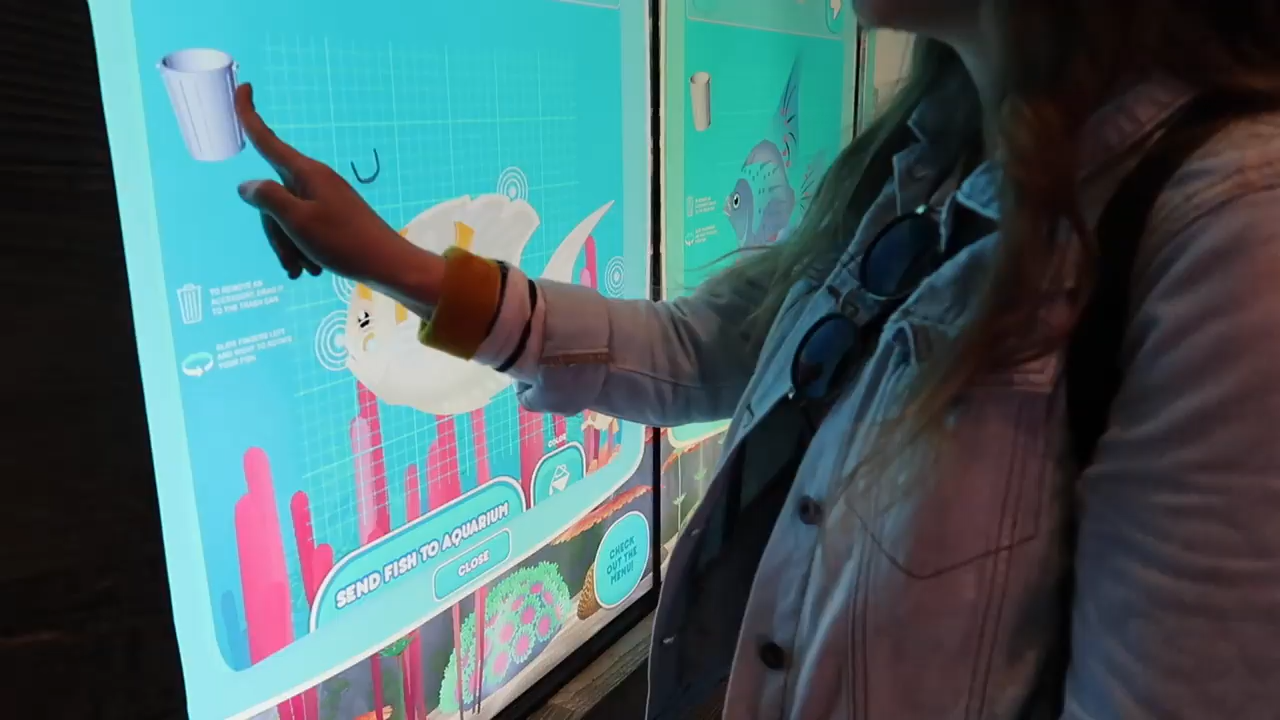 TO REMOVE AN
ACCESSORY, DRAG IT
TO THE TRASH CAN
SLIDE FINGERS LEFT
AND RIGHT TO ROTATE
YOUR FISH
COLOR
SEND FISH TO AQUARIUM
CLOSE
CHECK
OUT THE
MENU!